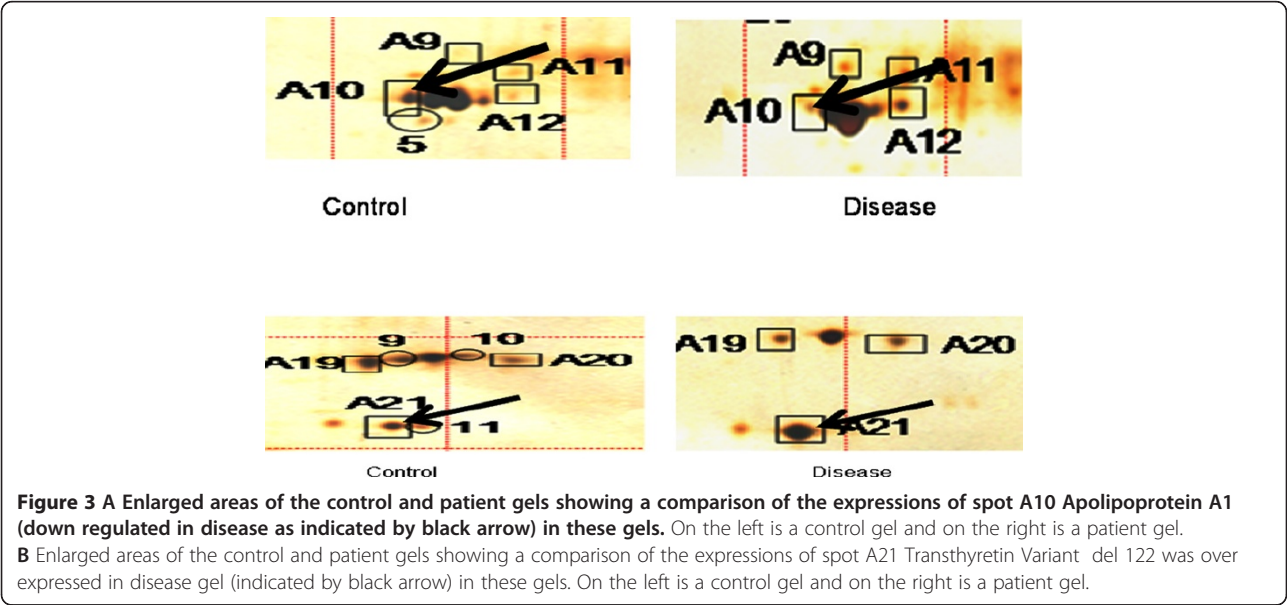 A9
A11
A10
A12
5
Control
A9
A11
A10
A12
Disease
9 10
A19 A20
A21
11
Control
A19 A20
A21
Disease
Figure 3 A Enlarged areas of the control and patient gels showing a comparison of the expressions of spot A10 Apolipoprotein A1
(down regulated in disease as indicated by black arrow) in these gels. On the left is a control gel and on the right is a patient gel.
B Enlarged areas of the control and patient gels showing a comparison of the expressions of spot A21 Transthyretin Variant del 122 was over
expressed in disease gel (indicated by black arrow) in these gels. On the left is a control gel and on the right is a patient gel.